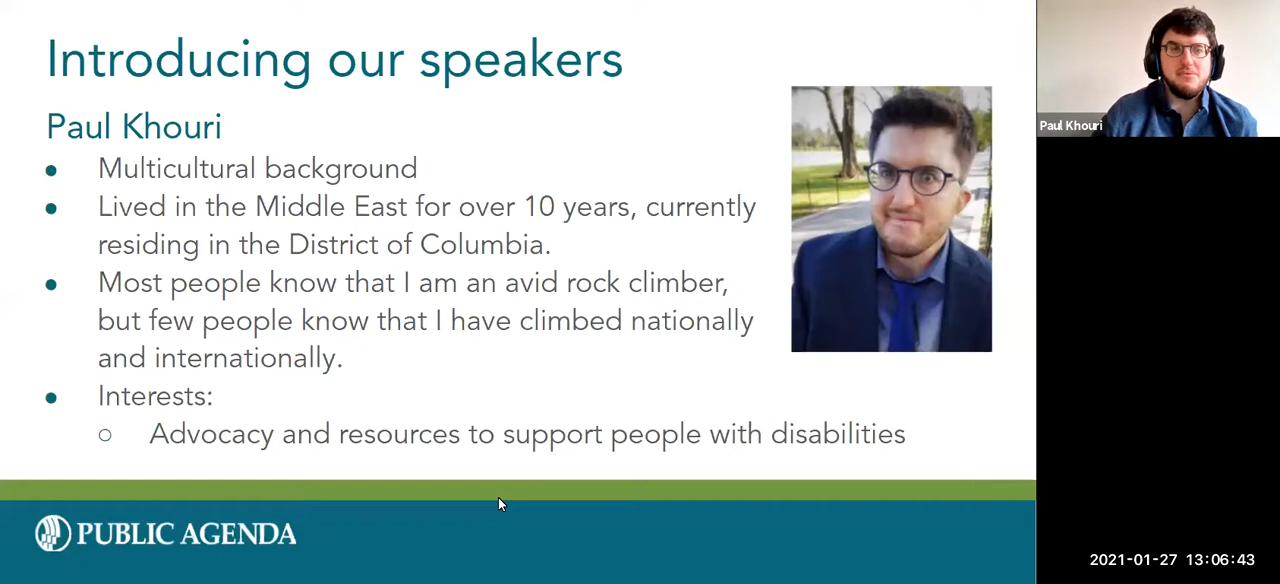 Introducing our speakers
Paul Khouri
• Multicultural background
• Lived in the Middle East for over 10 years, currently
residing in the District of Columbia.
• Most people know that I am an avid rock climber,
but few people know that I have climbed nationally
and internationally.
• Interests:
○ Advocacy and resources to support people with disabilities
PUBLIC AGENDA
Paul Khouri
2021-01-27 13:06:43